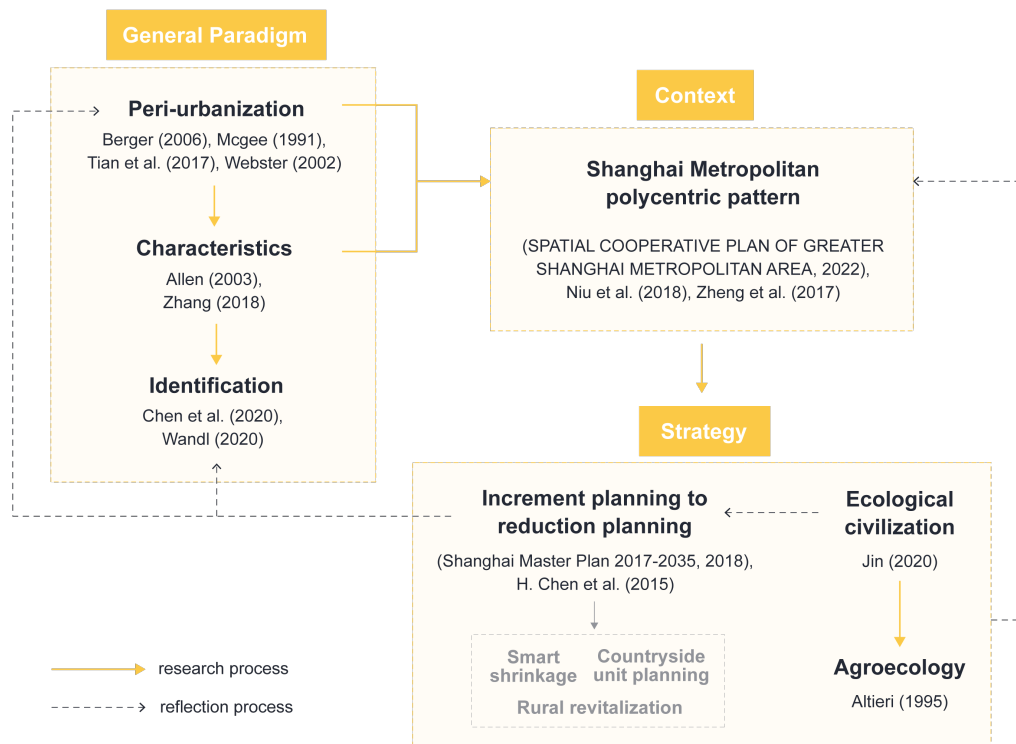 General Paradigm
Peri-urbanization
Berger (2006), Mcgee (1991),
Tian et al. (2017), Webster (2002)
Characteristics
Allen (2003),
Zhang (2018)
Identification
Chen et al. (2020),
Wandl (2020)
Context
Shanghai Metropolitan
polycentric pattern
(SPATIAL COOPERATIVE PLAN OF GREATER
SHANGHAI METROPOLITAN AREA, 2022),
Niu et al. (2018), Zheng et al. (2017)
Strategy
Increment planning to
reduction planning
(Shanghai Master Plan 2017-2035, 2018),
H. Chen et al. (2015)
Smart
shrinkage
Countryside
unit planning
Rural revitalization
Ecological
civilization
Jin (2020)
Agroecology
Altieri (1995)
research process
reflection process